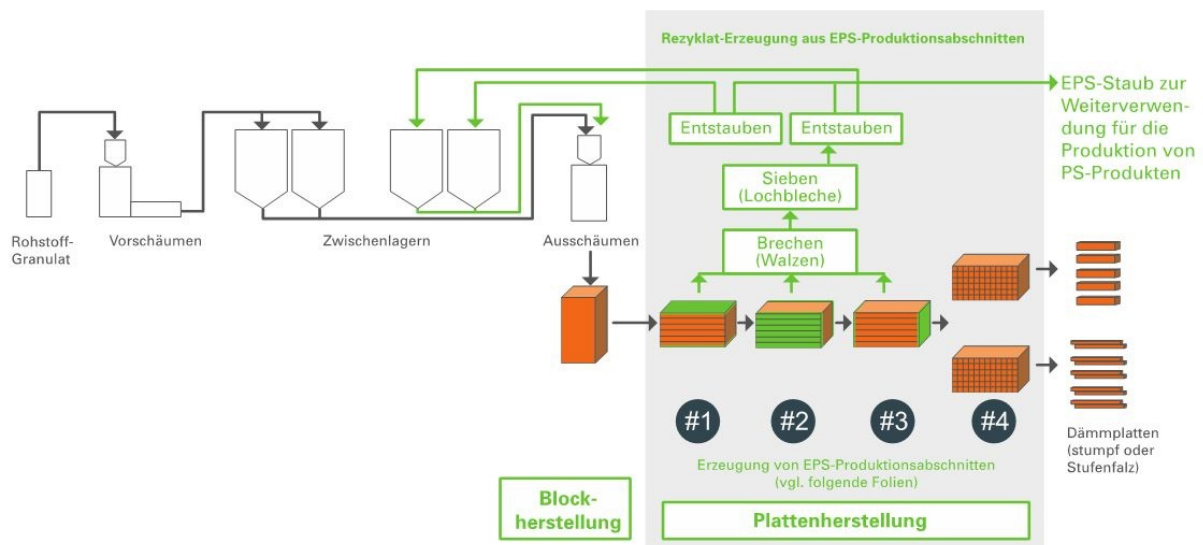 Rezyklat-Erzeugung aus EPS-Produktionsabschnitten
EPS-Staub zur
Weiterverwen-
dung für die
Produktion von
PS-Produkten
Entstauben
Entstauben
Sieben
(Lochbleche)
Brechen
(Walzen)
Rohstoff-
Granulat
Vorschäumen
Zwischenlagern
Ausschäumen
#1
#2
#3
#4
Dämmplatten
(stumpf oder
Stufenfalz)
Erzeugung von EPS-Produktionsabschnitten
(vgl. folgende Folien)
Block-
herstellung
Plattenherstellung